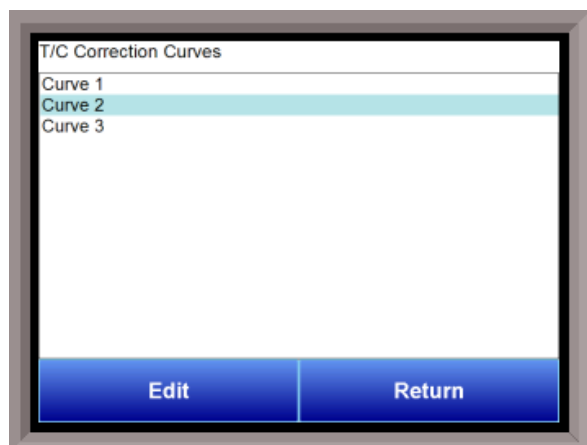 T/C Correction Curves
Curve 1
Curve 2
Curve 3
Edit
Return